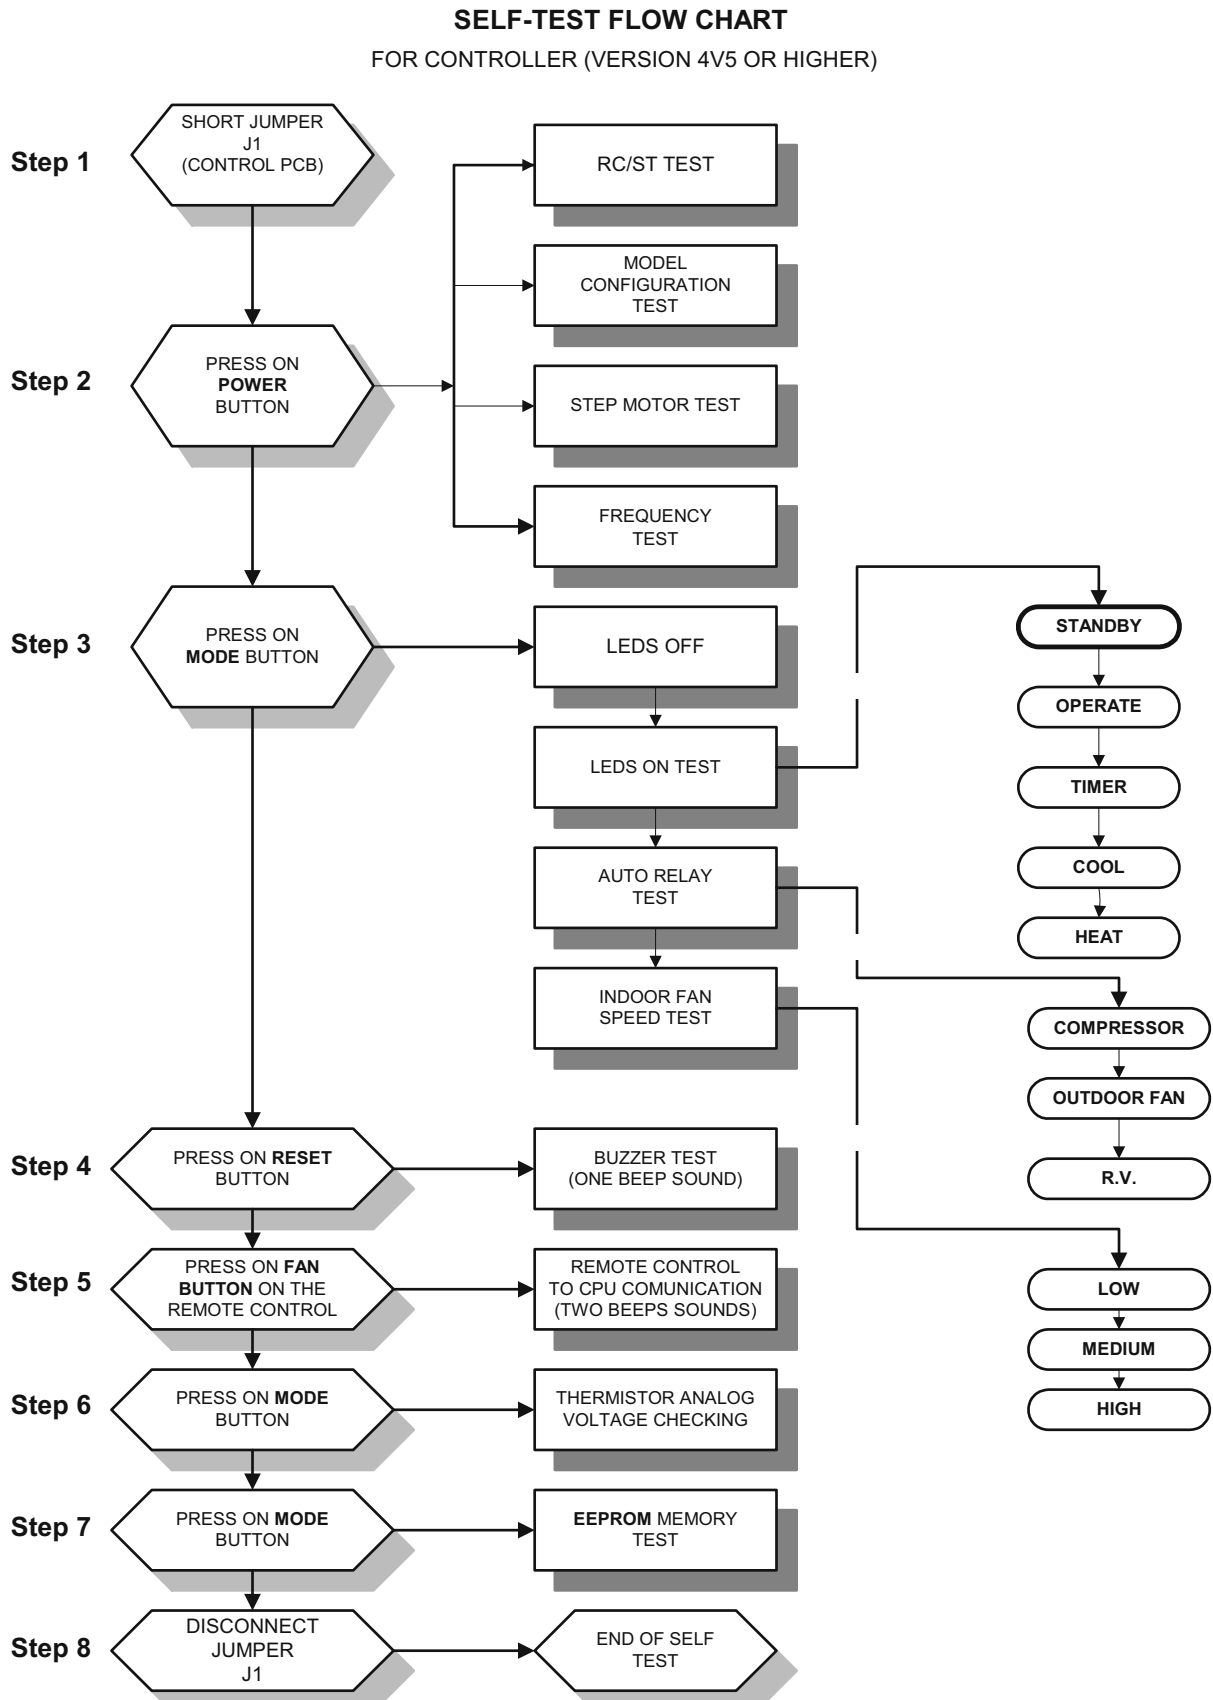 SELF-TEST FLOW CHART
FOR CONTROLLER (VERSION 4V5 OR HIGHER)
Step 1
SHORT JUMPER
J1
(CONTROL PCB)
RC/ST TEST
MODEL
CONFIGURATION
TEST
Step 2
PRESS ON
POWER
BUTTON
STEP MOTOR TEST
FREQUENCY
TEST
Step 3
PRESS ON
MODE BUTTON
LEDS OFF
LEDS ON TEST
AUTO RELAY
TEST
INDOOR FAN
SPEED TEST
STANDBY
OPERATE
TIMER
COOL
HEAT
COMPRESSOR
OUTDOOR FAN
R.V.
LOW
MEDIUM
HIGH
Step 4
PRESS ON RESET
BUTTON
BUZZER TEST
(ONE BEEP SOUND)
Step 5
PRESS ON FAN
BUTTON ON THE
REMOTE CONTROL
REMOTE CONTROL
TO CPU COMUNICATION
(TWO BEEPS SOUNDS)
Step 6
PRESS ON MODE
BUTTON
THERMISTOR ANALOG
VOLTAGE CHECKING
Step 7
PRESS ON MODE
BUTTON
EEPROM MEMORY
TEST
Step 8
DISCONNECT
JUMPER
J1
END OF SELF
TEST